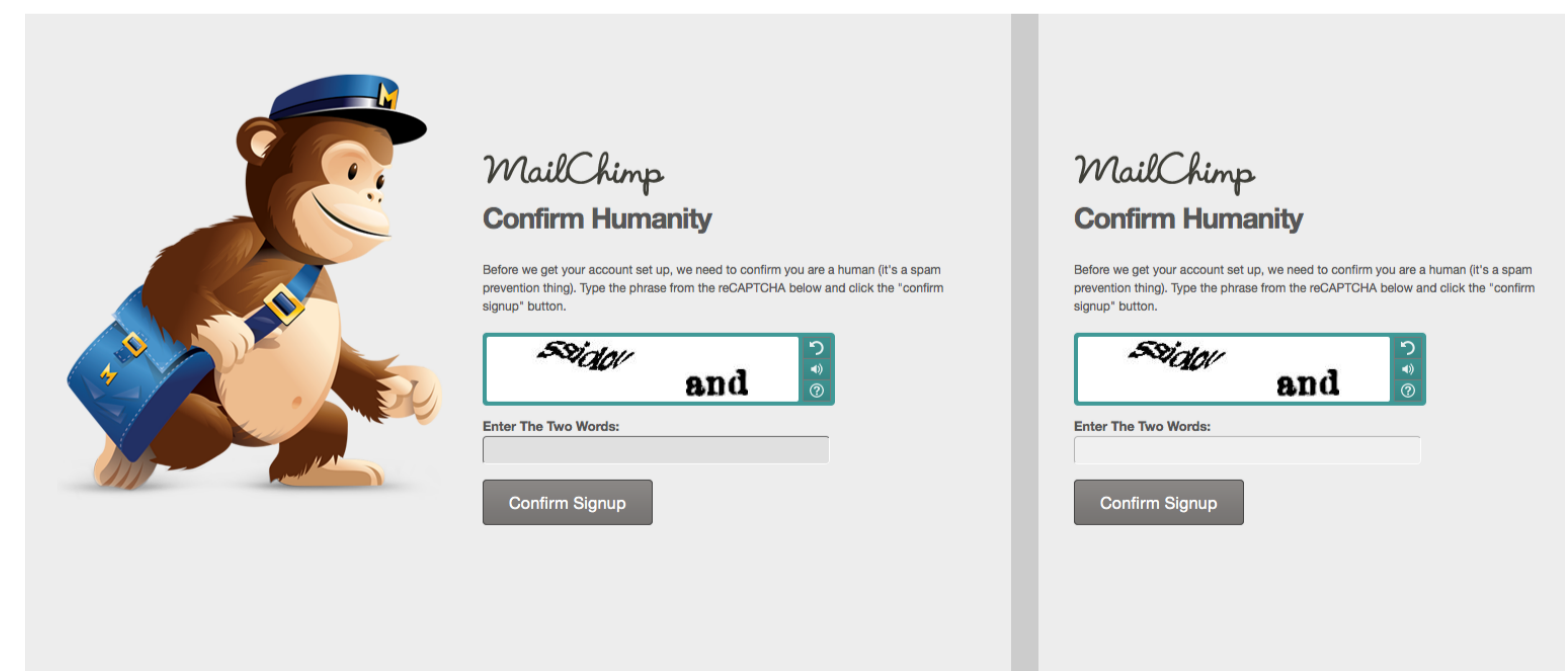 M
M
MailChimp
Confirm Humanity
Before we get your account set up, we need to confirm you are a human (it's a spam
prevention thing). Type the phrase from the reCAPTCHA below and click the "confirm
signup" button.
ssidov
and
Enter The Two Words:
Confirm Signup
MailChimp
Confirm Humanity
Before we get your account set up, we need to confirm you are a human (it's a spam
prevention thing). Type the phrase from the reCAPTCHA below and click the "confirm
signup" button.
ssidov
and
Enter The Two Words:
Confirm Signup